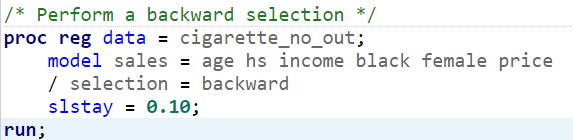 /* Perform a backward selection */
proc reg data = cigarette_no_out;
model sales = age hs income black female price
/ selection = backward
slstay = 0.10;
run;